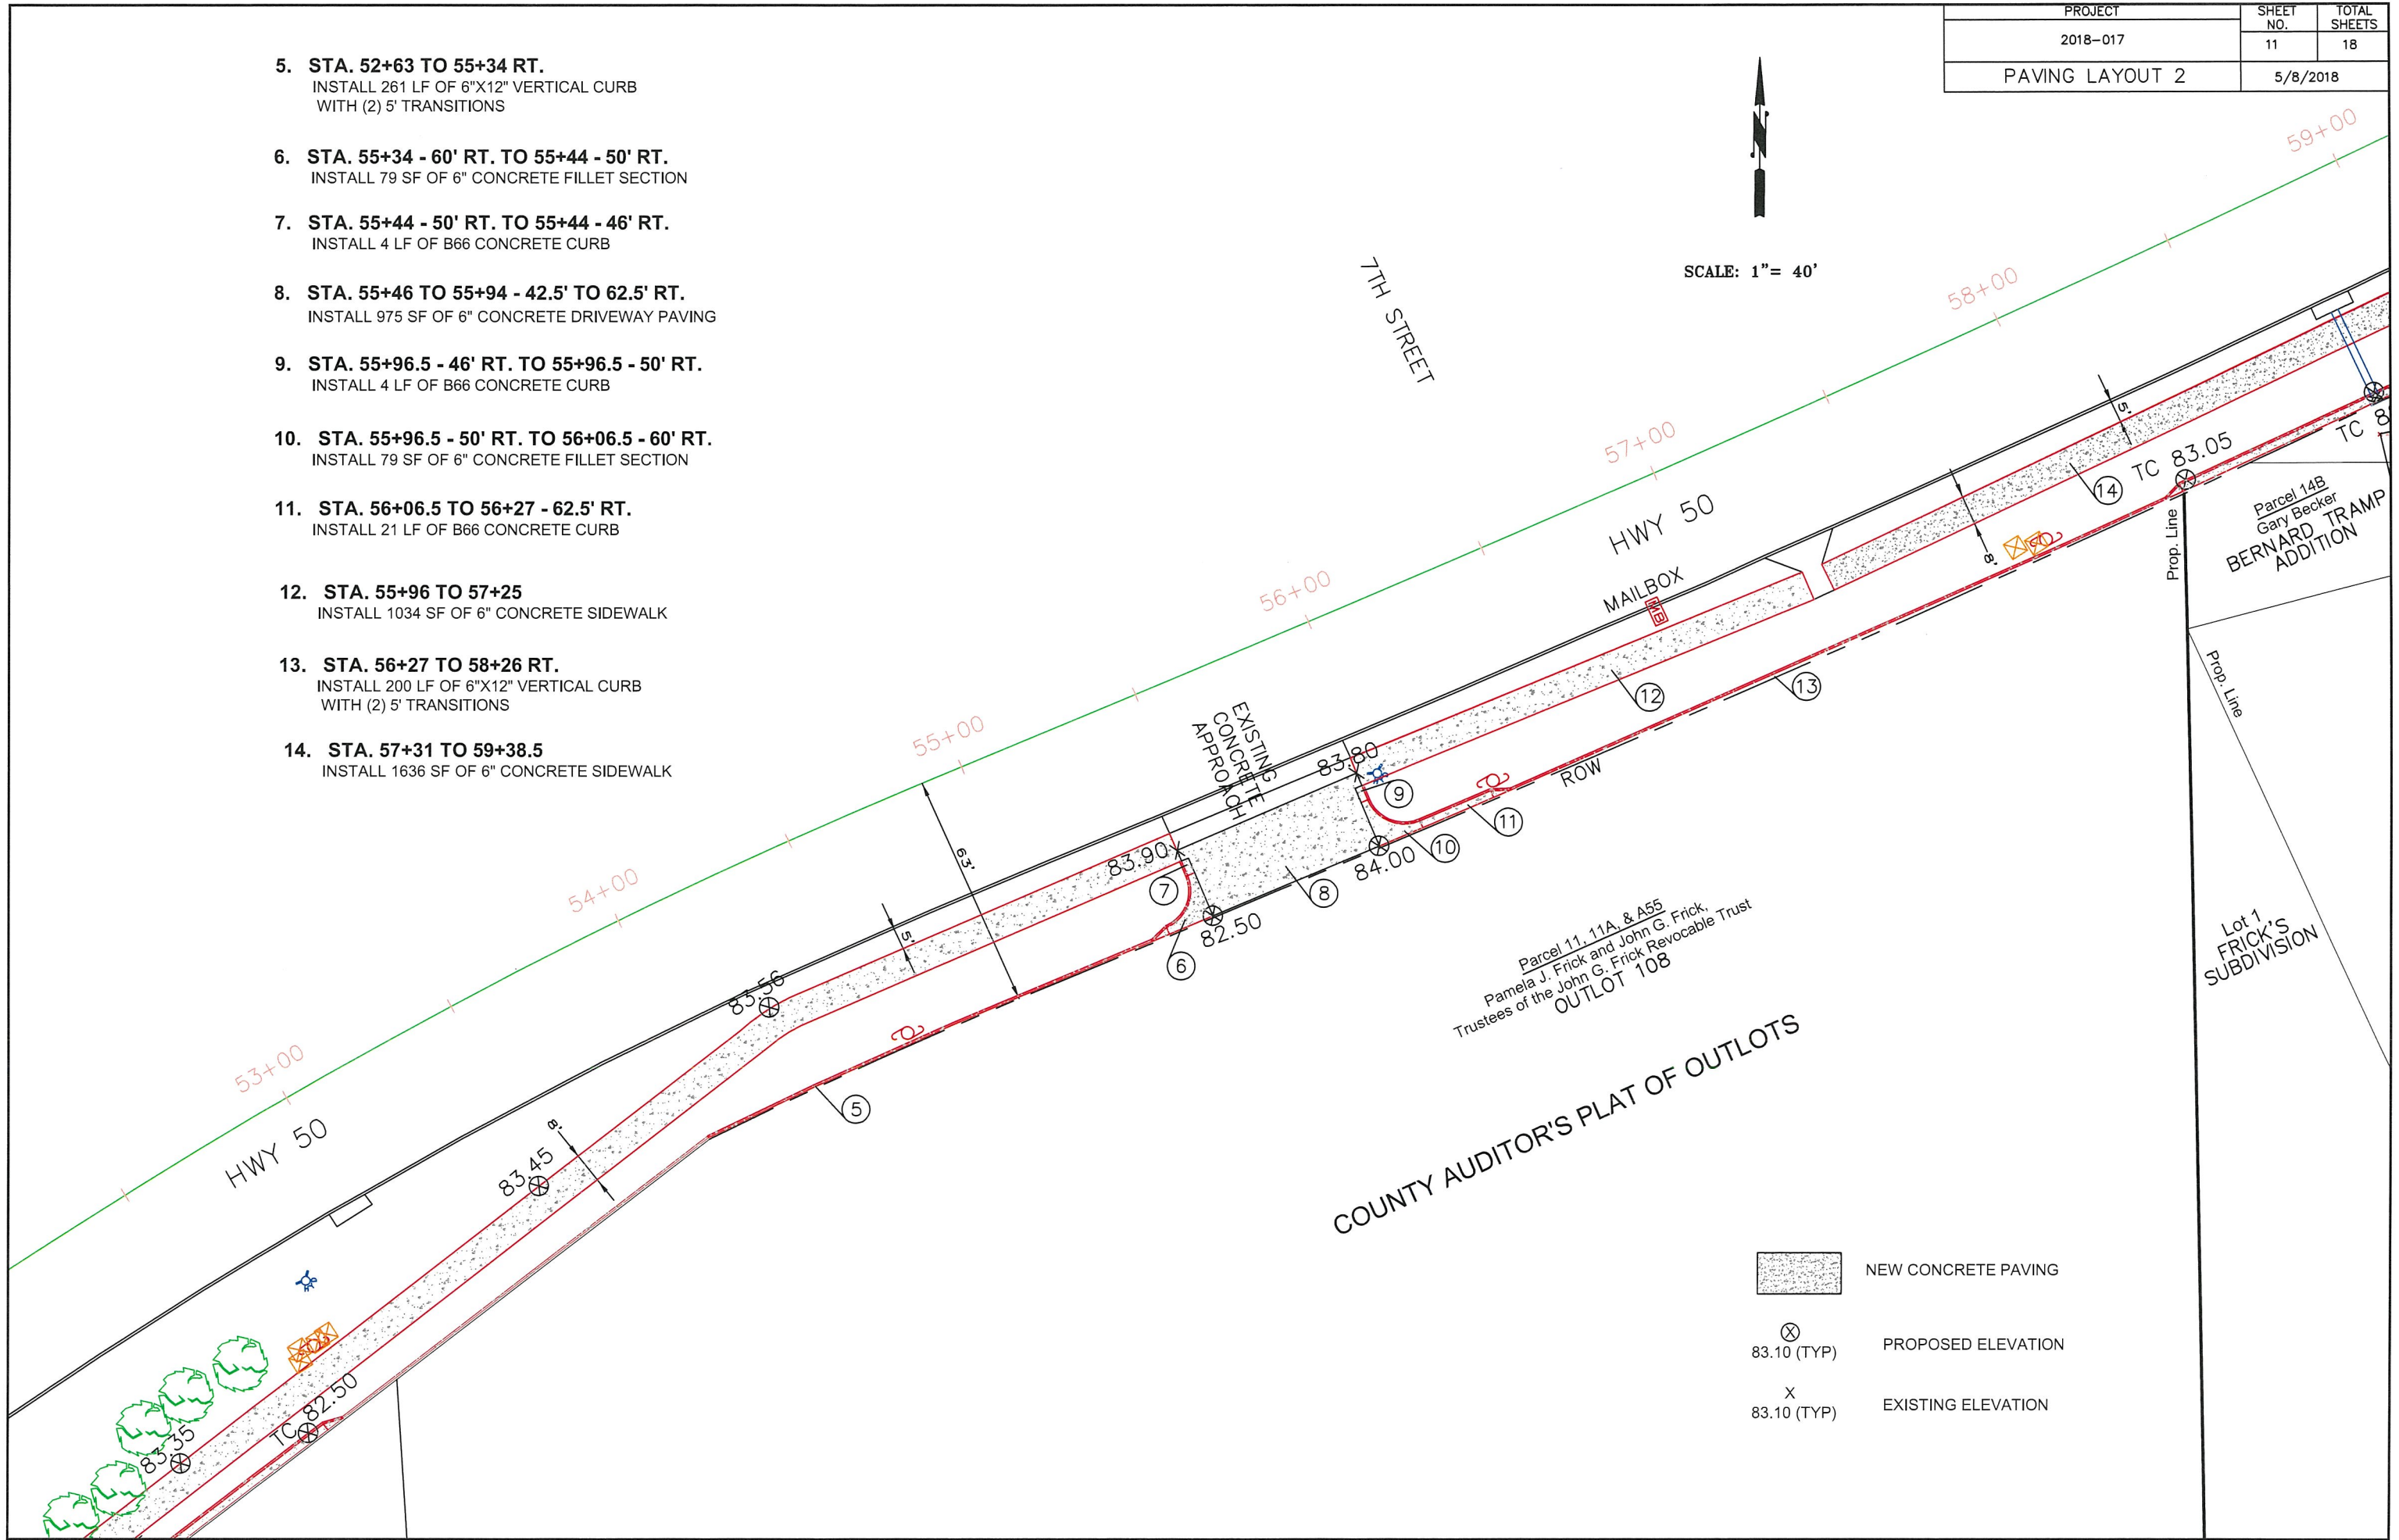 PROJECT
SHEET NO.
TOTAL SHEETS
2018-017
11
18
PAVING LAYOUT 2
5/8/2018
5. STA. 52+63 TO 55+34 RT.
INSTALL 261 LF OF 6"X12" VERTICAL CURB
WITH (2) 5' TRANSITIONS
6. STA. 55+34 - 60' RT. TO 55+44 - 50' RT.
INSTALL 79 SF OF 6" CONCRETE FILLET SECTION
7. STA. 55+44 - 50' RT. TO 55+44 - 46' RT.
INSTALL 4 LF OF B66 CONCRETE CURB
8. STA. 55+46 TO 55+94 - 42.5' TO 62.5' RT.
INSTALL 975 SF OF 6" CONCRETE DRIVEWAY PAVING
9. STA. 55+96.5 - 46' RT. TO 55+96.5 - 50' RT.
INSTALL 4 LF OF B66 CONCRETE CURB
10. STA. 55+96.5 - 50' RT. TO 56+06.5 - 60' RT.
INSTALL 79 SF OF 6" CONCRETE FILLET SECTION
11. STA. 56+06.5 TO 56+27 - 62.5' RT.
INSTALL 21 LF OF B66 CONCRETE CURB
12. STA. 55+96 TO 57+25
INSTALL 1034 SF OF 6" CONCRETE SIDEWALK
13. STA. 56+27 TO 58+26 RT.
INSTALL 200 LF OF 6"X12" VERTICAL CURB
WITH (2) 5' TRANSITIONS
14. STA. 57+31 TO 59+38.5
INSTALL 1636 SF OF 6" CONCRETE SIDEWALK
N
SCALE: 1"= 40'
7TH STREET
59+00
58+00
57+00
56+00
55+00
54+00
53+00
HWY 50
HWY 50
MAILBOX
MB
5'
8'
14
TC 83.05
TC 8
Parcel 14B
Gary Becker
BERNARD TRAMP
ADDITION
Prop. Line
Prop. Line
12
13
EXISTING
CONCRETE
APPROACH
83.80
9
11
10
ROW
84.00
8
83.90
7
82.50
6
63'
5'
83.56
5
8'
83.45
TC 82.50
83.35
Parcel 11, 11A, & A55
Pamela J. Frick and John G. Frick,
Trustees of the John G. Frick Revocable Trust
OUTLOT 108
COUNTY AUDITOR'S PLAT OF OUTLOTS
Lot 1
FRICK'S
SUBDIVISION
NEW CONCRETE PAVING
X
83.10 (TYP)
PROPOSED ELEVATION
X
83.10 (TYP)
EXISTING ELEVATION